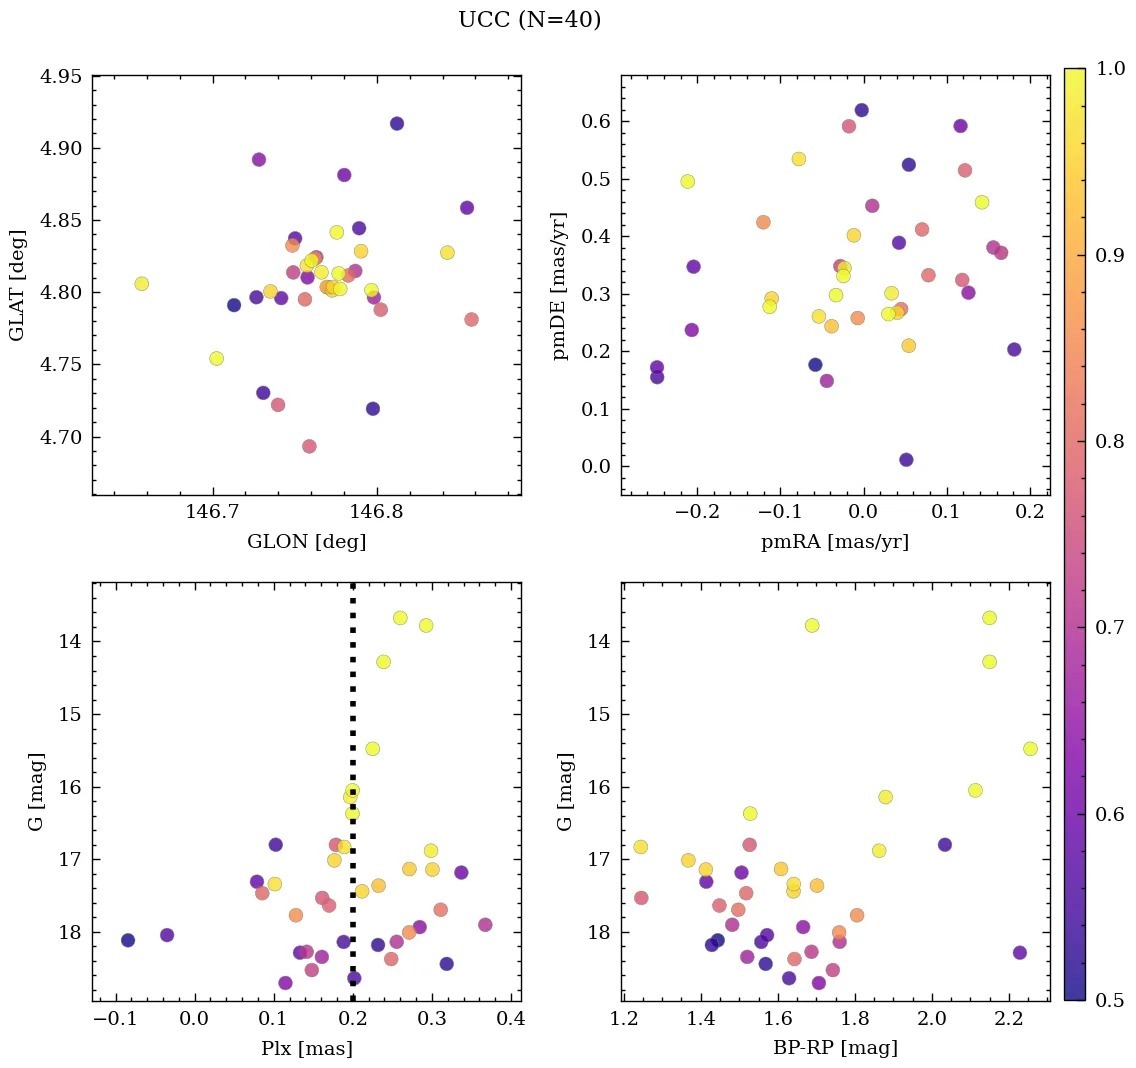 UCC (N=40)
4.95
4.90
4.85
4.80
4.75
4.70
GLAT [deg]
146.7 146.8
GLON [deg]
0.6
0.5
0.4
0.3
0.2
0.1
0.0
pmDE [mas/yr]
−0.2 −0.1 0.0 0.1 0.2
pmRA [mas/yr]
14
15
16
17
18
G [mag]
−0.1 0.0 0.1 0.2 0.3 0.4
Plx [mas]
14
15
16
17
18
G [mag]
1.2 1.4 1.6 1.8 2.0 2.2
BP-RP [mag]
1.0
0.9
0.8
0.7
0.6
0.5